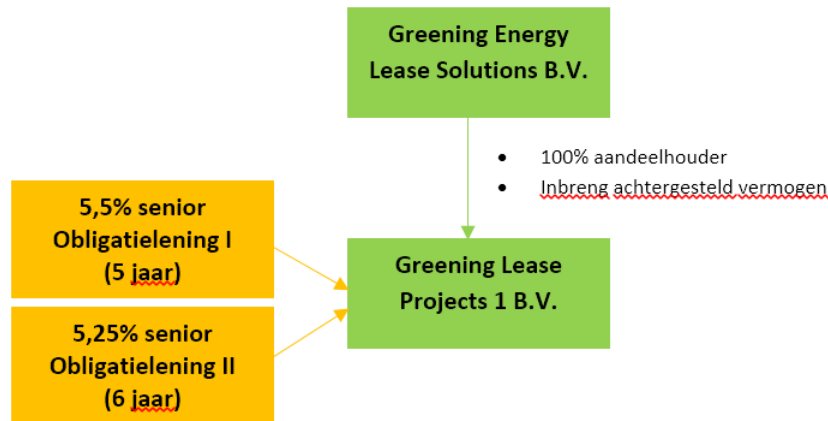 Greening Energy
Lease Solutions B.V.
• 100% aandeelhouder
• Inbreng achtergesteld vermogen
5,5% senior
Obligatielening I
(5 jaar)
Greening Lease
Projects 1 B.V.
5,25% senior
Obligatielening II
(6 jaar)